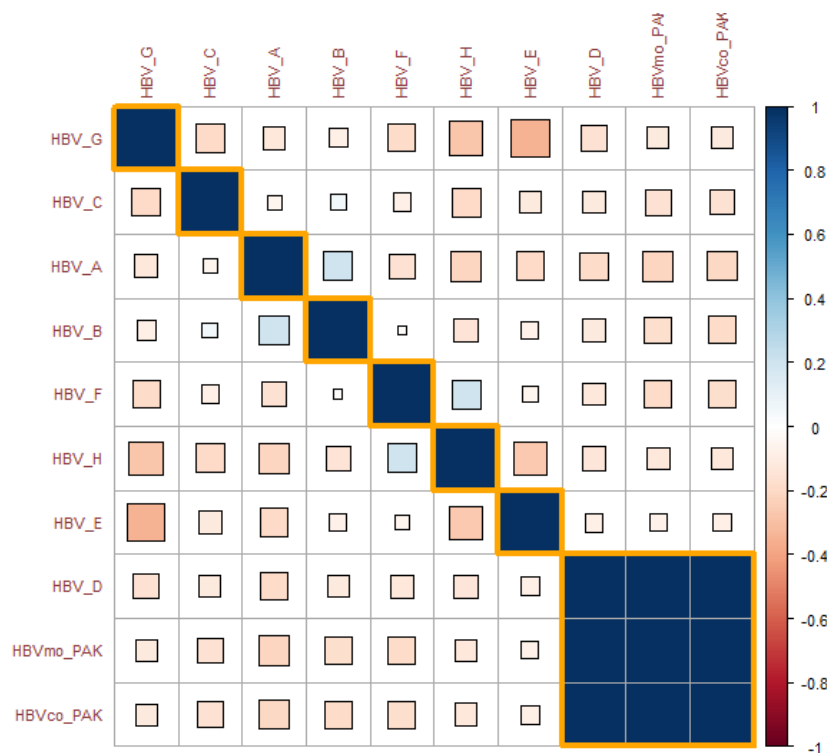 HBV_G HBV_C HBV_A HBV_B HBV_F HBV_H HBV_E HBV_D HBVmo_PAK HBVco_PAK
HBV_G
HBV_C
HBV_A
HBV_B
HBV_F
HBV_H
HBV_E
HBV_D
HBVmo_PAK
HBVco_PAK
1
0.8
0.6
0.4
0.2
0
-0.2
-0.4
-0.6
-0.8
-1